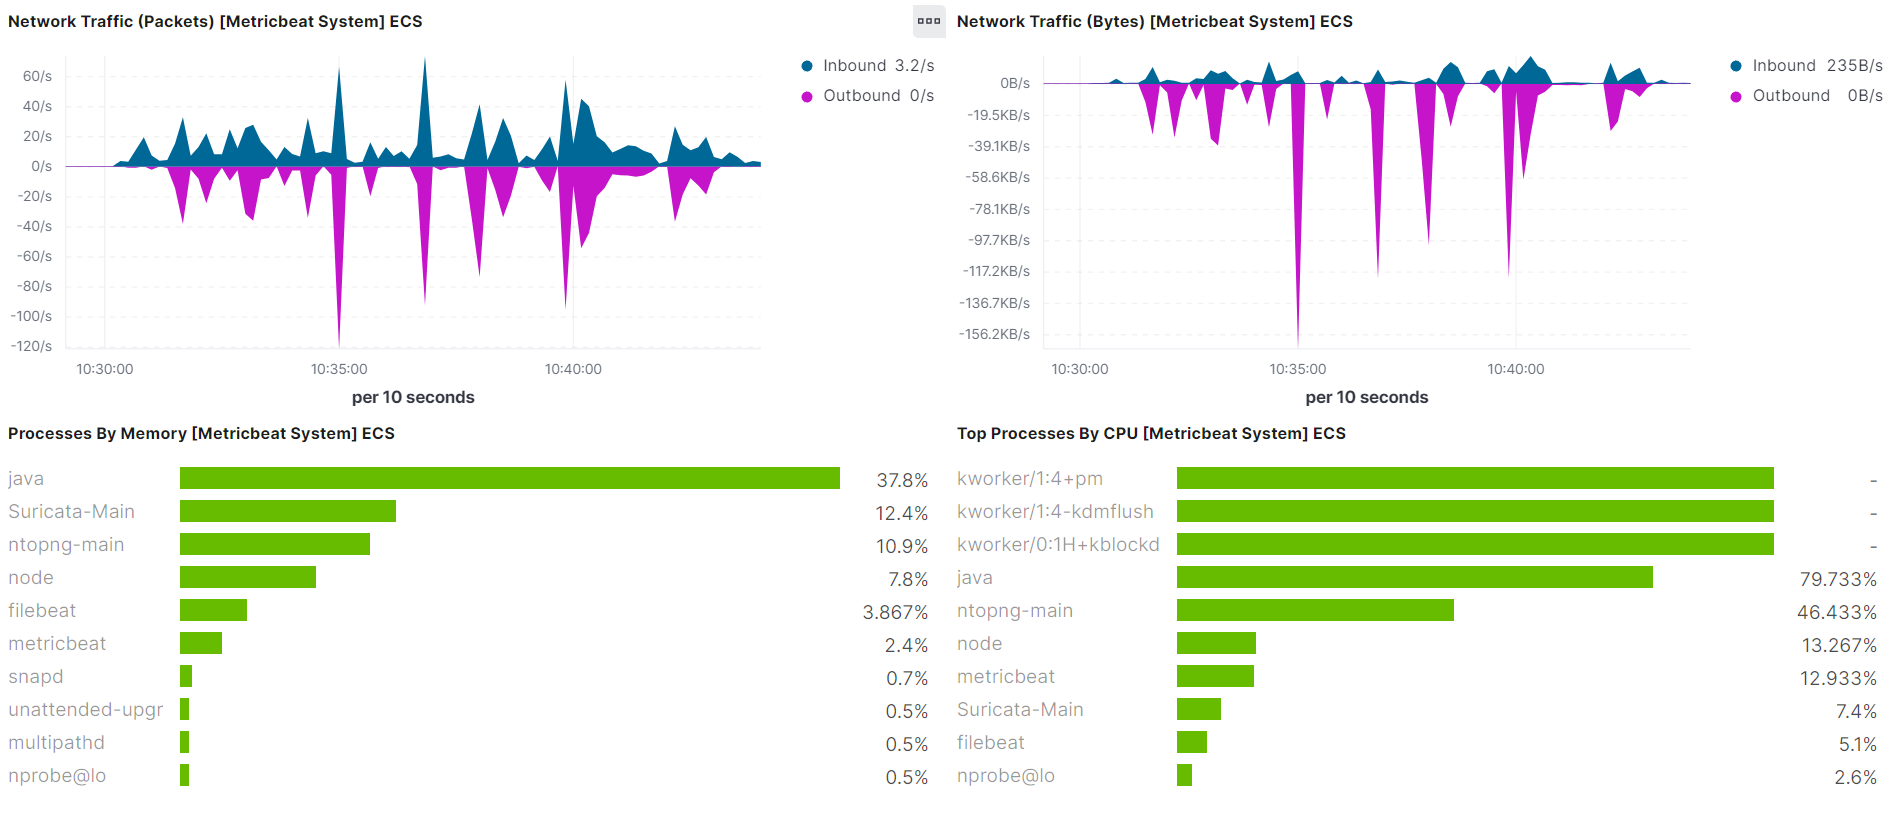 Network Traffic (Packets) [Metricbeat System] ECS
60/s
40/s
20/s
0/s
-20/s
-40/s
-60/s
-80/s
-100/s
-120/s
10:30:00
10:35:00
10:40:00
per 10 seconds
Inbound 3.2/s
Outbound 0/s
Network Traffic (Bytes) [Metricbeat System] ECS
0B/s
-19.5KB/s
-39.1KB/s
-58.6KB/s
-78.1KB/s
-97.7KB/s
-117.2KB/s
-136.7KB/s
-156.2KB/s
10:30:00
10:35:00
10:40:00
per 10 seconds
Inbound 235B/s
Outbound 0B/s
Processes By Memory [Metricbeat System] ECS
java 37.8%
Suricata-Main 12.4%
ntopng-main 10.9%
node 7.8%
filebeat 3.867%
metricbeat 2.4%
snapd 0.7%
unattended-upgr 0.5%
multipathd 0.5%
nprobe@lo 0.5%
Top Processes By CPU [Metricbeat System] ECS
kworker/1:4+pm -
kworker/1:4-kdmflush -
kworker/0:1H+kblockd -
java 79.733%
ntopng-main 46.433%
node 13.267%
metricbeat 12.933%
Suricata-Main 7.4%
filebeat 5.1%
nprobe@lo 2.6%